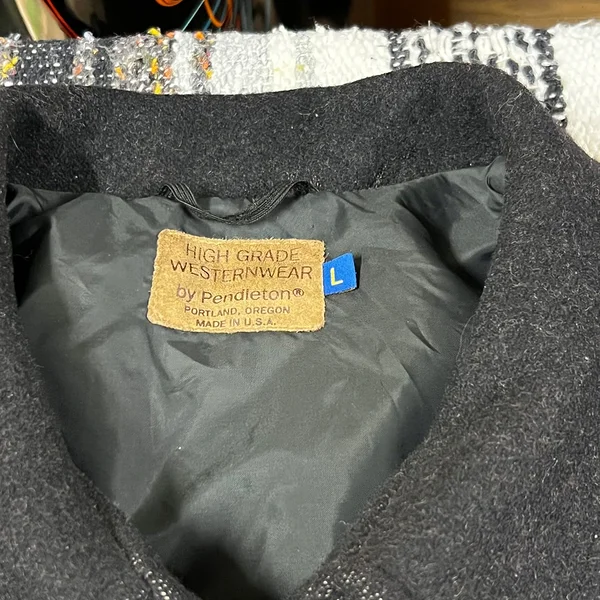 HIGH GRADE
WESTERNWEAR
by Pendleton®
PORTLAND, OREGON
MADE IN U.S.A.
L